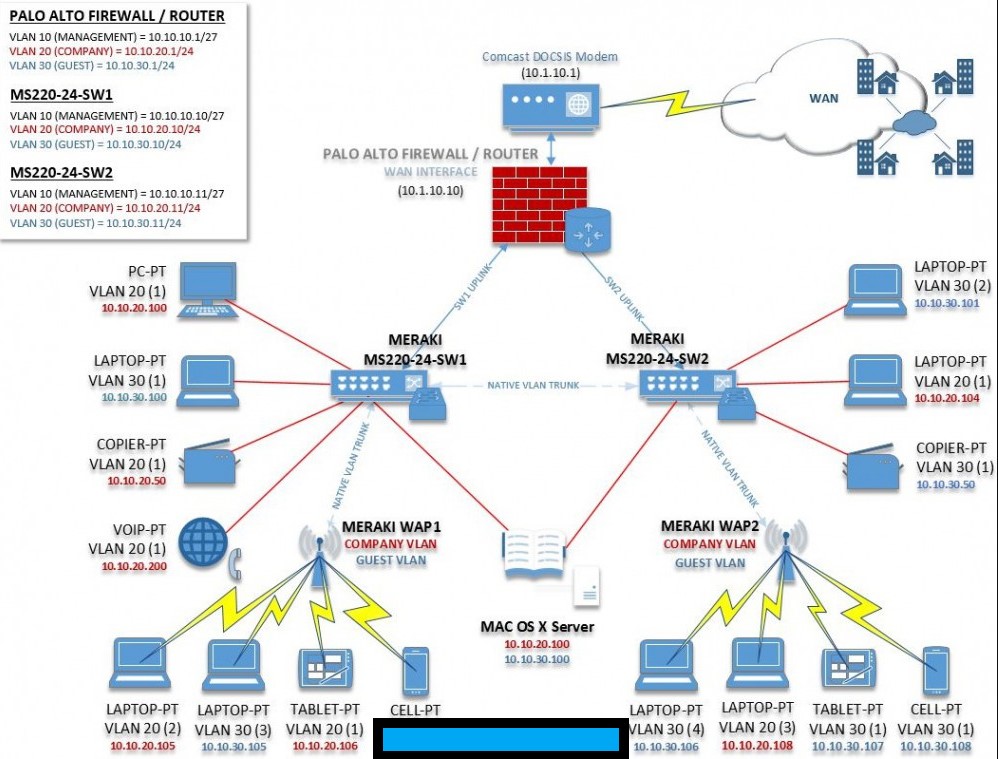 PALO ALTO FIREWALL / ROUTER
VLAN 10 (MANAGEMENT) = 10.10.10.1/27
VLAN 20 (COMPANY) = 10.10.20.1/24
VLAN 30 (GUEST) = 10.10.30.1/24
MS220-24-SW1
VLAN 10 (MANAGEMENT) = 10.10.10.10/27
VLAN 20 (COMPANY) = 10.10.20.10/24
VLAN 30 (GUEST) = 10.10.30.10/24
MS220-24-SW2
VLAN 10 (MANAGEMENT) = 10.10.10.11/27
VLAN 20 (COMPANY) = 10.10.20.11/24
VLAN 30 (GUEST) = 10.10.30.11/24
Comcast DOCSIS Modem
(10.1.10.1)
WAN
PALO ALTO FIREWALL / ROUTER
WAN INTERFACE
(10.1.10.10)
SW1 UPLINK
SW2 UPLINK
PC-PT
VLAN 20 (1)
10.10.20.100
LAPTOP-PT
VLAN 30 (1)
10.10.30.100
COPIER-PT
VLAN 20 (1)
10.10.20.50
VOIP-PT
VLAN 20 (1)
10.10.20.200
MERAKI
MS220-24-SW1
NATIVE VLAN TRUNK
MERAKI
MS220-24-SW2
LAPTOP-PT
VLAN 30 (2)
10.10.30.101
LAPTOP-PT
VLAN 20 (1)
10.10.20.104
COPIER-PT
VLAN 30 (1)
10.10.30.50
NATIVE VLAN TRUNK
NATIVE VLAN TRUNK
MERAKI WAP1
COMPANY VLAN
GUEST VLAN
MERAKI WAP2
COMPANY VLAN
GUEST VLAN
MAC OS X Server
10.10.20.100
10.10.30.100
LAPTOP-PT
VLAN 20 (2)
10.10.20.105
LAPTOP-PT
VLAN 30 (3)
10.10.30.105
TABLET-PT
VLAN 20 (1)
10.10.20.106
CELL-PT
LAPTOP-PT
VLAN 30 (4)
10.10.30.106
LAPTOP-PT
VLAN 20 (3)
10.10.20.108
TABLET-PT
VLAN 30 (1)
10.10.30.107
CELL-PT
VLAN 30 (1)
10.10.30.108